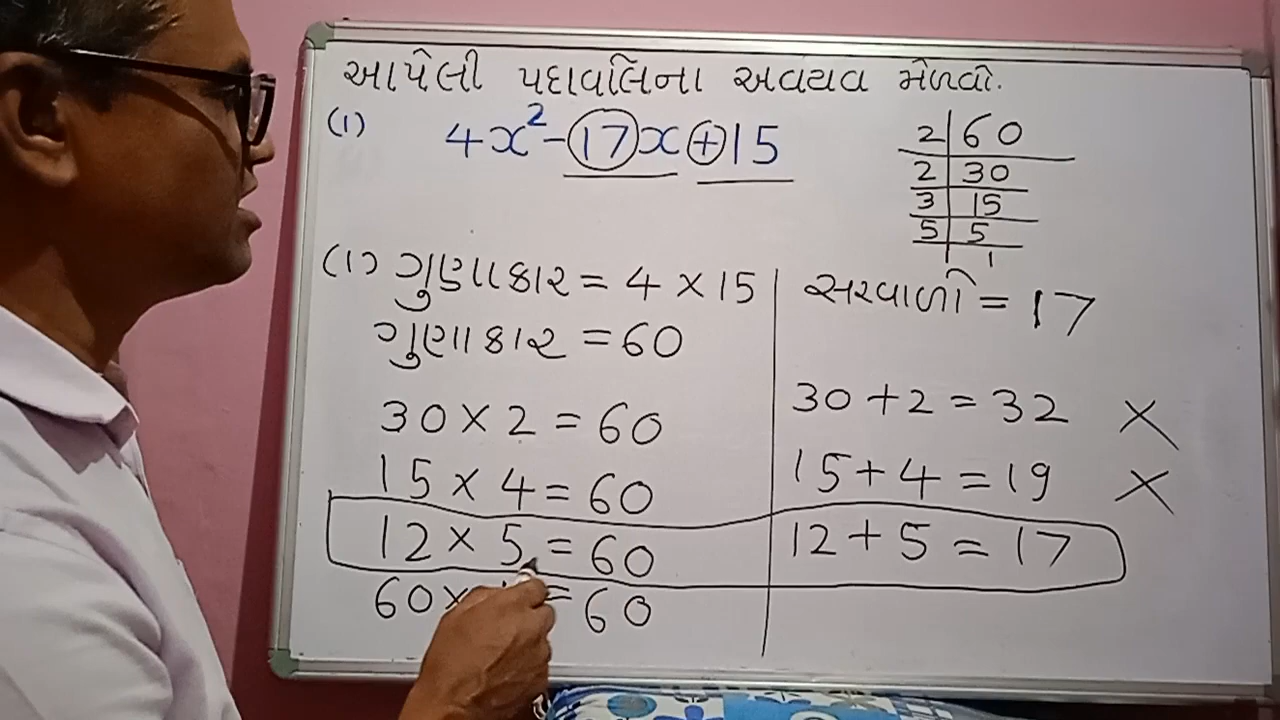 આપેલી પદાવલિના અવયવ મેળવો.
(1) 4x² - 17x + 15
2 | 60
2 | 30
3 | 15
5 | 5
1
(1) ગુણાકાર = 4 × 15
ગુણાકાર = 60
30 × 2 = 60
15 × 4 = 60
12 × 5 = 60
60 × = 60
સરવાળો = 17
30 + 2 = 32 ×
15 + 4 = 19 ×
12 + 5 = 17